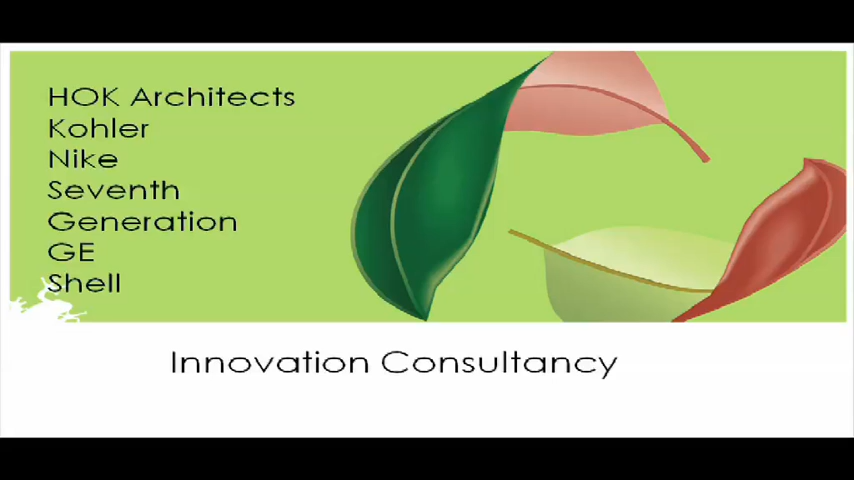 HOK Architects
Kohler
Nike
Seventh
Generation
GE
Shell
Innovation Consultancy